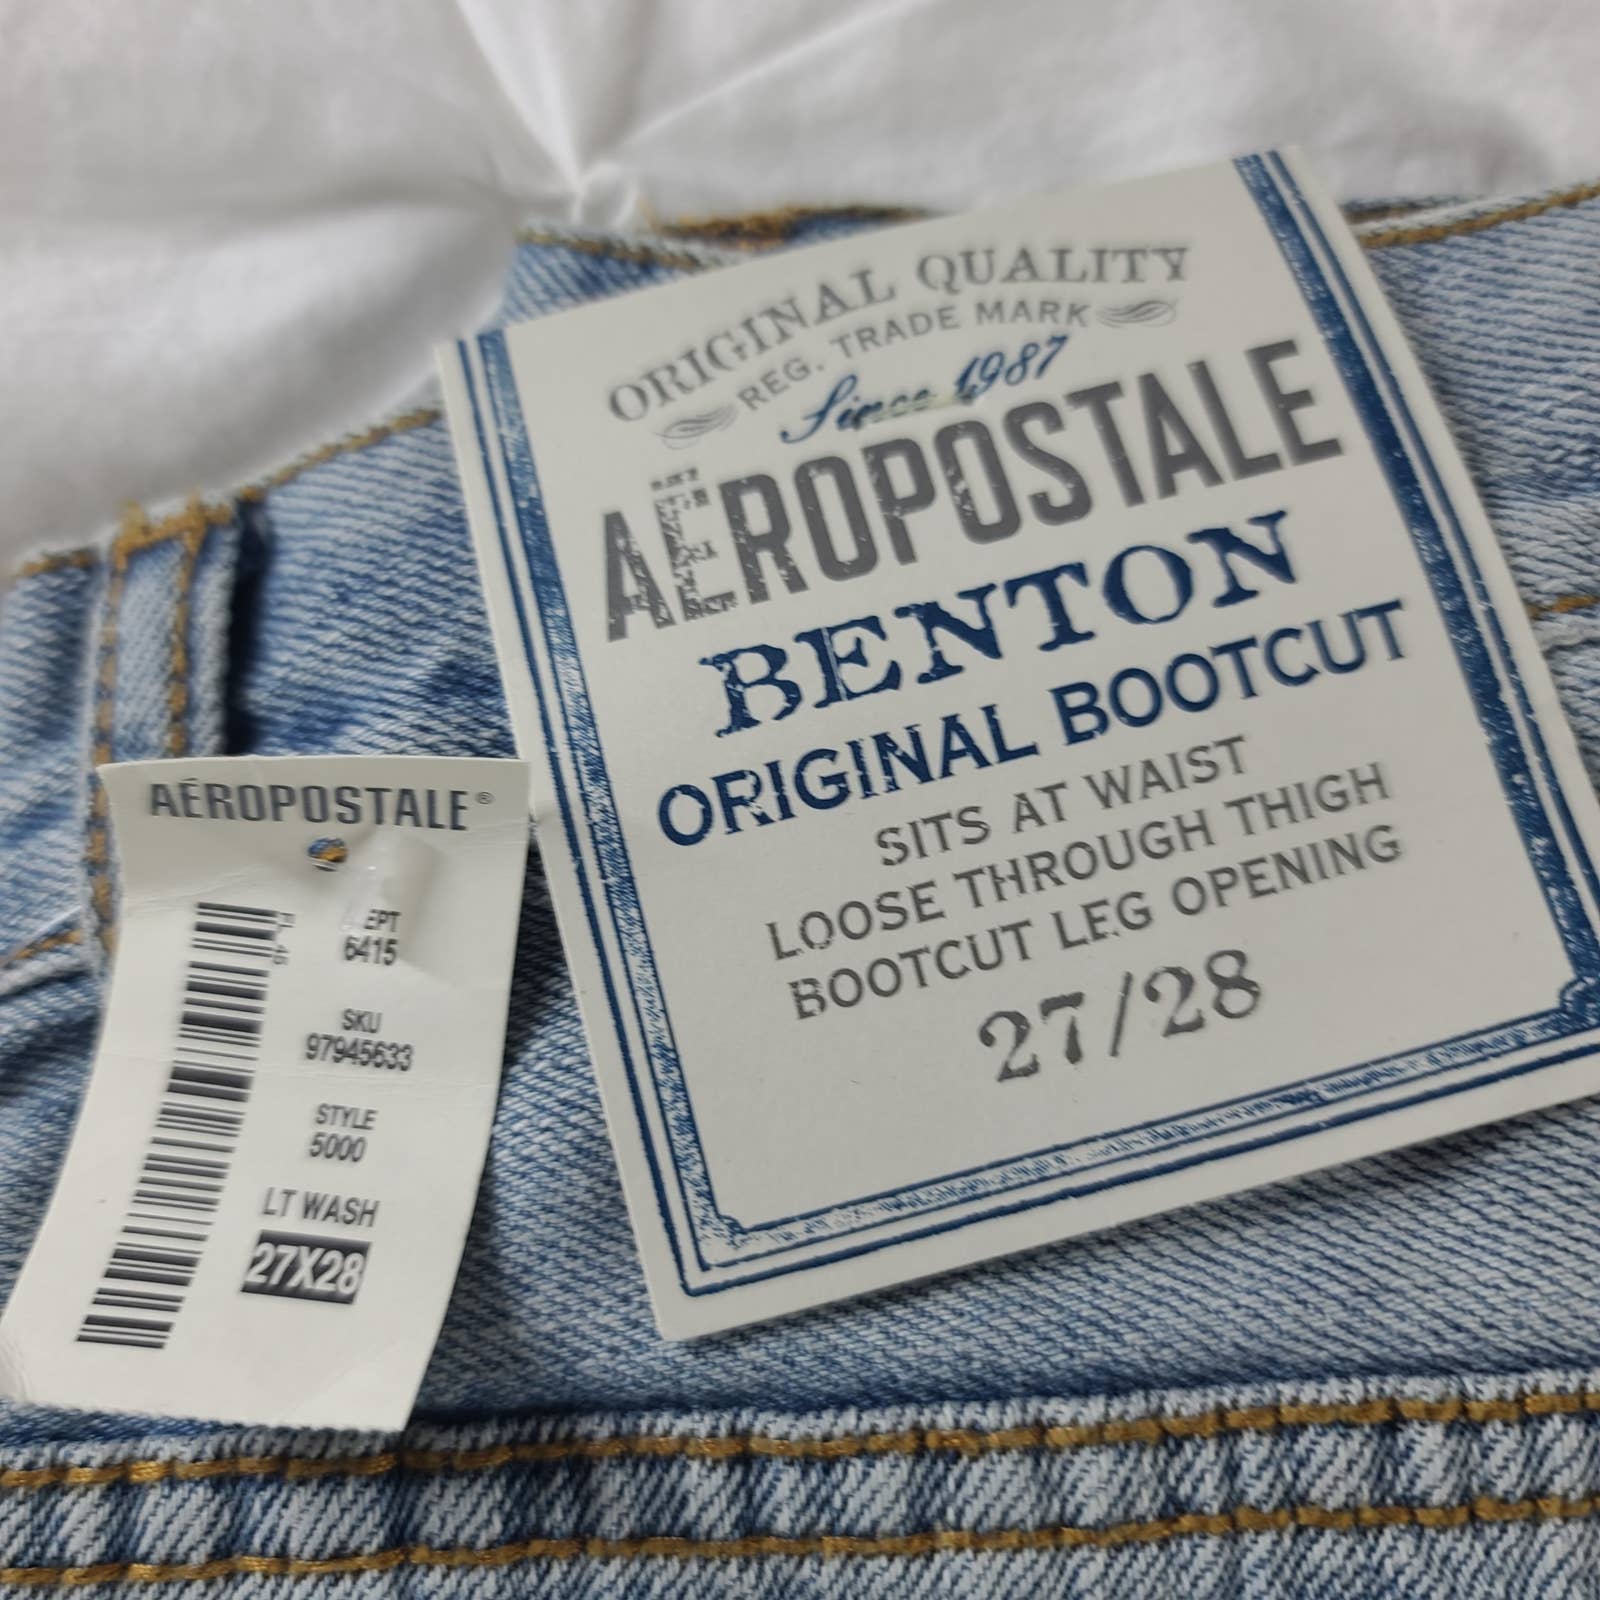 ORIGINAL QUALITY
REG. TRADE MARK
Since 1987
AÉROPOSTALE
BENTON
ORIGINAL BOOTCUT
SITS AT WAIST
LOOSE THROUGH THIGH
BOOTCUT LEG OPENING
27/28
AÉROPOSTALE®
EPT
6415
SKU
97945633
STYLE
5000
LT WASH
27X28